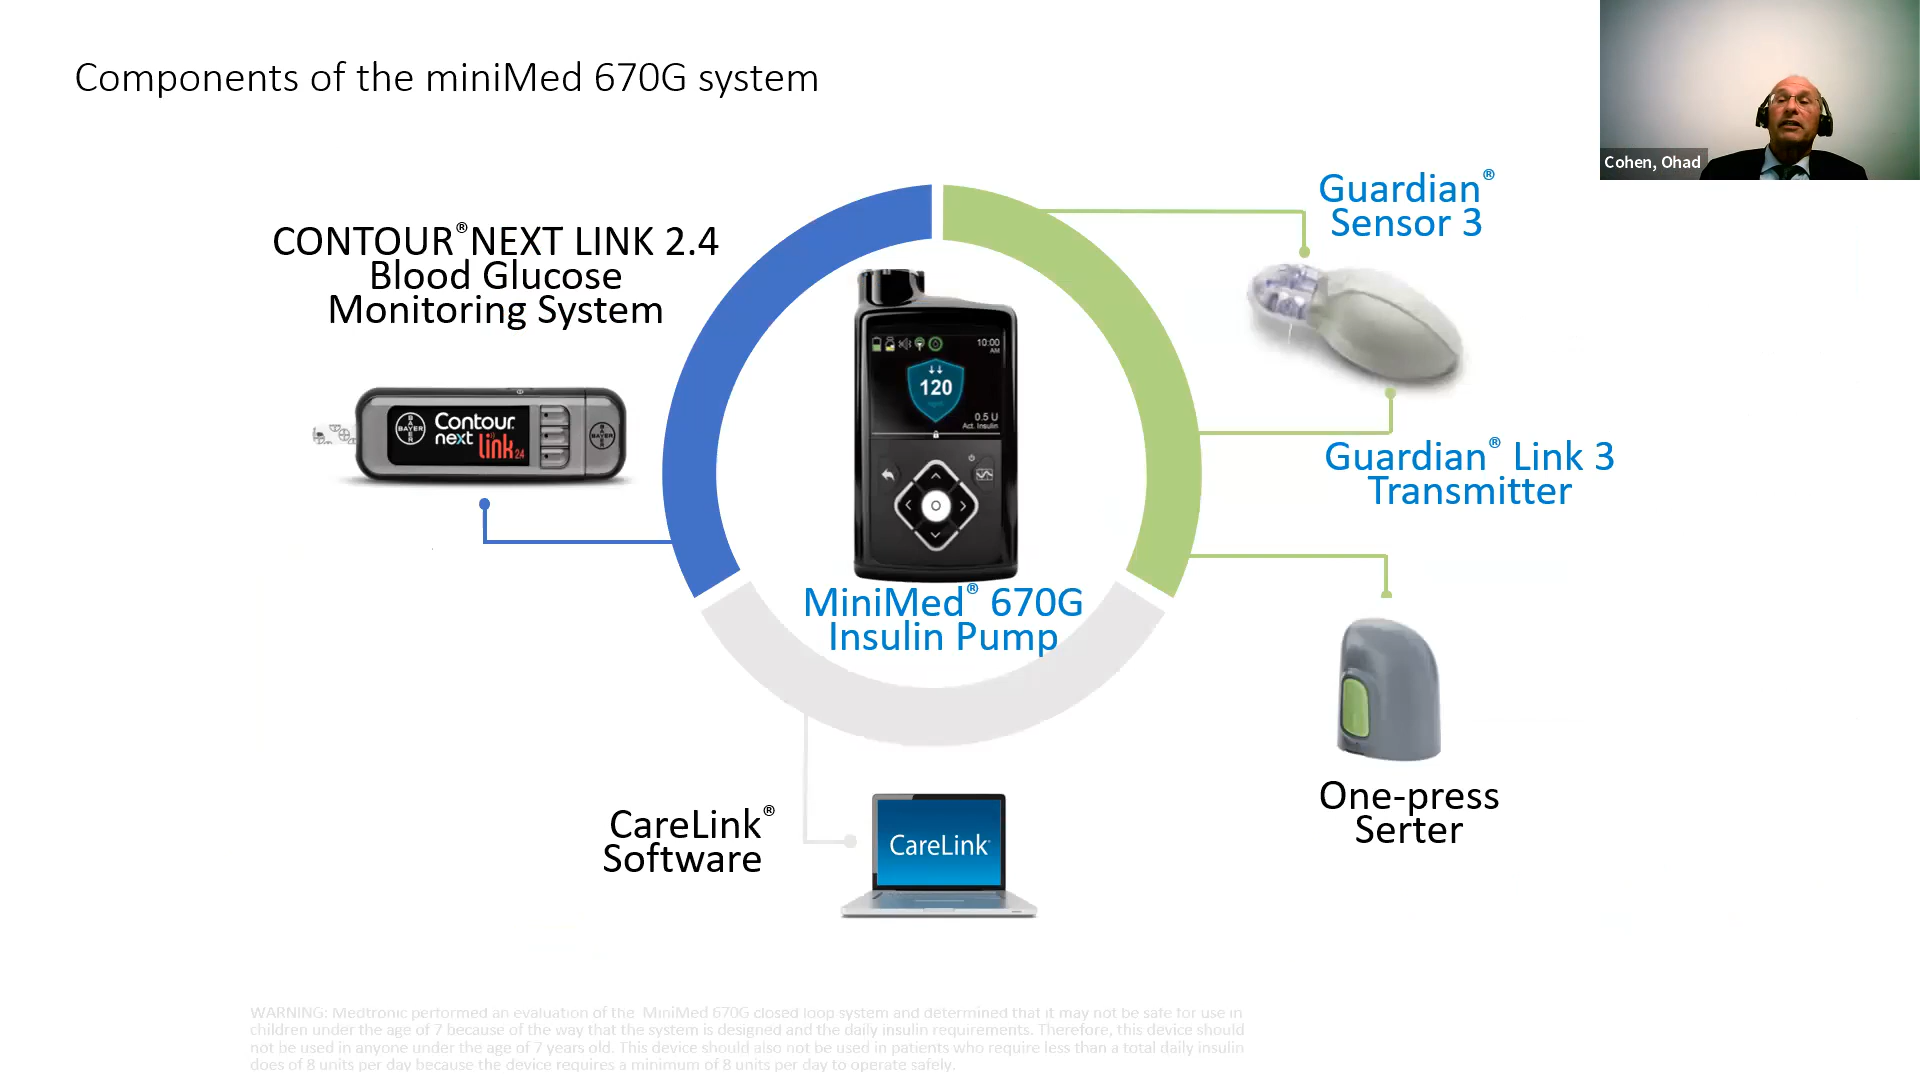 Components of the miniMed 670G system
Cohen, Ohad
Guardian®
Sensor 3
CONTOUR®NEXT LINK 2.4
Blood Glucose
Monitoring System
10:00
AM
120
0.5 U
Act. Insulin
BAYER
Contour
next
link 2.4
BAYER
Guardian® Link 3
Transmitter
MiniMed® 670G
Insulin Pump
One-press
Serter
CareLink®
Software
CareLink
WARNING: Medtronic performed an evaluation of the MiniMed 670G closed loop system and determined that it may not be safe for use in
children under the age of 7 because of the way that the system is designed and the daily insulin requirements. Therefore, this device should
not be used in anyone under the age of 7 years old. This device should also not be used in patients who require less than a total daily insulin
does of 8 units per day because the device requires a minimum of 8 units per day to operate safely.